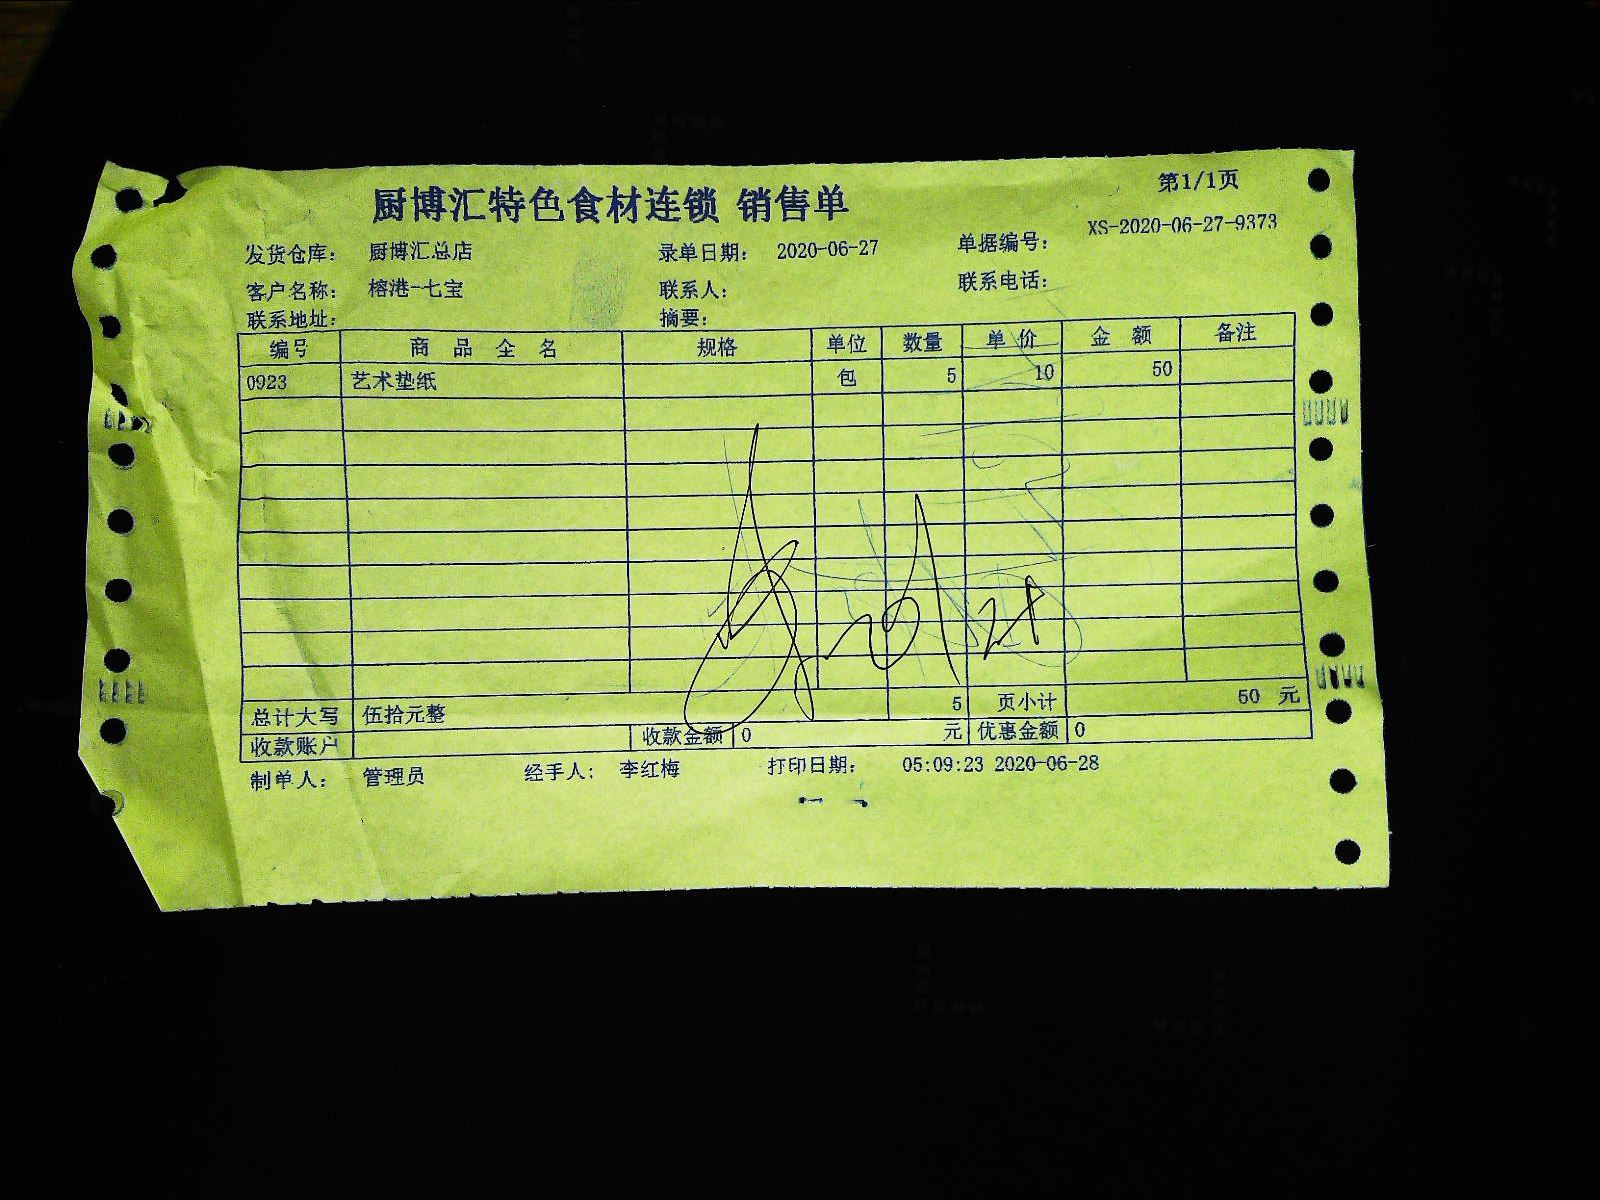 第1/1页
厨博汇特色食材连锁 销售单
发货仓库: 厨博汇总店 录单日期: 2020-06-27 单据编号: XS-2020-06-27-9373
客户名称: 榕港-七宝 联系人: 联系电话:
联系地址: 摘要:
编号 商 品 全 名 规格 单位 数量 单 价 金 额 备注
0923 艺术垫纸 包 5 10 50
总计大写 伍拾元整 5 页小计 50 元
收款账户 收款金额 0 元 优惠金额 0
制单人: 管理员 经手人: 李红梅 打印日期: 05:09:23 2020-06-28